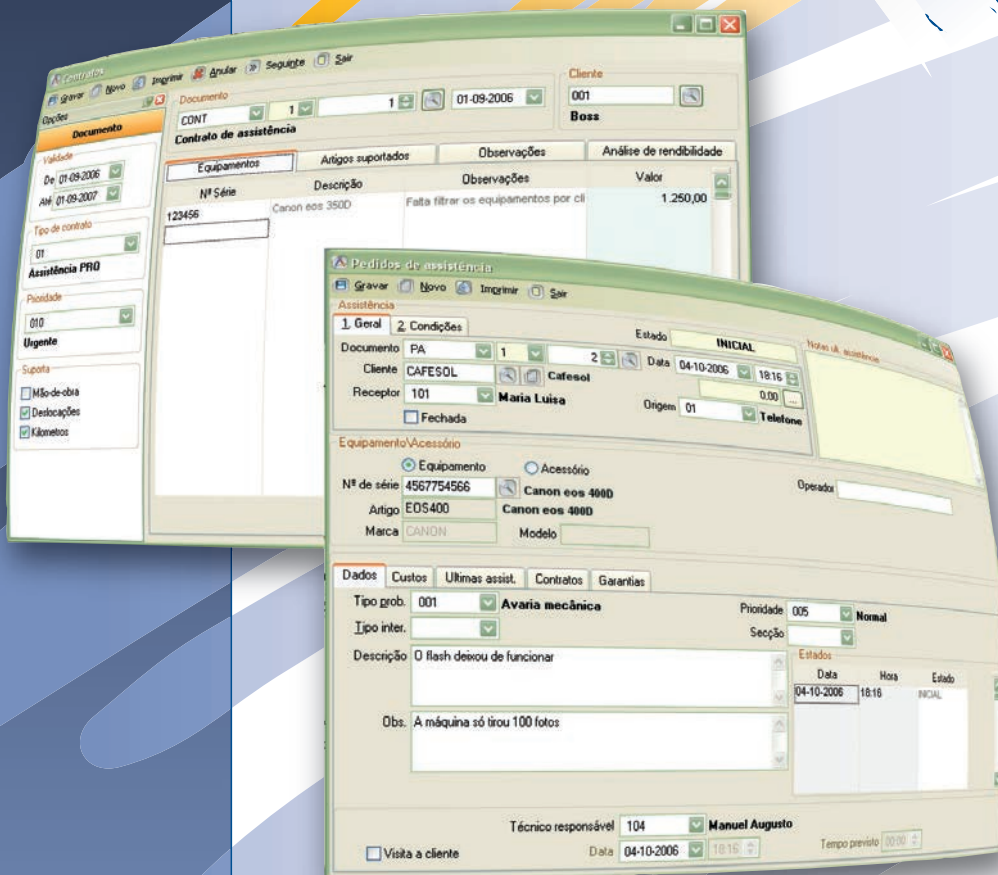 Contratos
Gravar Novo Imprimir Anular Seguinte Sair
Opções
Documento
Validade
De 01-09-2006
Até 01-09-2007
Tipo de contrato
01
Assistência PRO
Prioridade
010
Urgente
Suporta
Mão-de-obra
Deslocações
Kilometros
Documento
CONT 1 1 01-09-2006
Contrato de assistência
Cliente
001
Boss
Equipamentos Artigos suportados Observações Análise de rendibilidade
Nº Série Descrição Observações Valor
123456 Canon eos 350D Falta filtrar os equipamentos por cli 1.250,00
Pedidos de assistência
Gravar Novo Imprimir Sair
Assistência
1. Geral 2. Condições
Estado INICIAL
Notas ult. assistência
Documento PA 1 2 Data 04-10-2006 18:16
Cliente CAFESOL Cafesol 0.00 ...
Receptor 101 Maria Luisa Origem 01 Telefone
Fechada
Equipamento\Acessório
Equipamento Acessório
Nº de série 4567754566 Canon eos 400D Operador
Artigo EOS400 Canon eos 400D
Marca CANON Modelo
Dados Custos Ultimas assist. Contratos Garantias
Tipo prob. 001 Avaria mecânica Prioridade 005 Normal
Tipo inter. Secção
Descrição O flash deixou de funcionar
Estados
Data Hora Estado
04-10-2006 18:16 INICIAL
Obs. A máquina só tirou 100 fotos
Técnico responsável 104 Manuel Augusto
Visita a cliente Data 04-10-2006 18:16 Tempo previsto 00:00